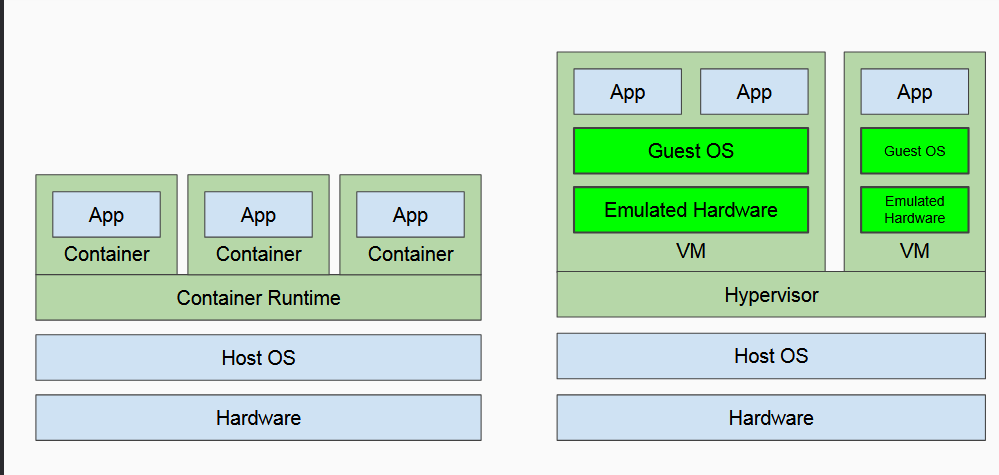 App
App
App
Container
Container
Container
Container Runtime
Host OS
Hardware
App
App
Guest OS
Emulated Hardware
VM
App
Guest OS
Emulated
Hardware
VM
Hypervisor
Host OS
Hardware